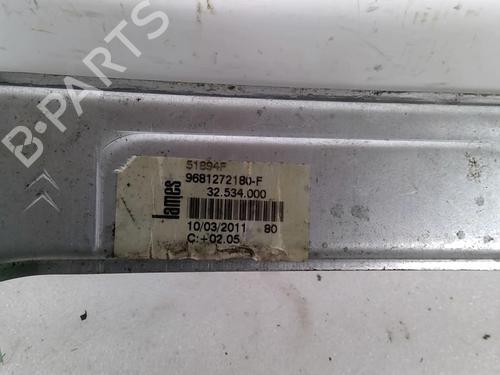 B-PARTS
51894F
9681272180-F
32.534.000
lames
10/03/2011 80
C:+02.05